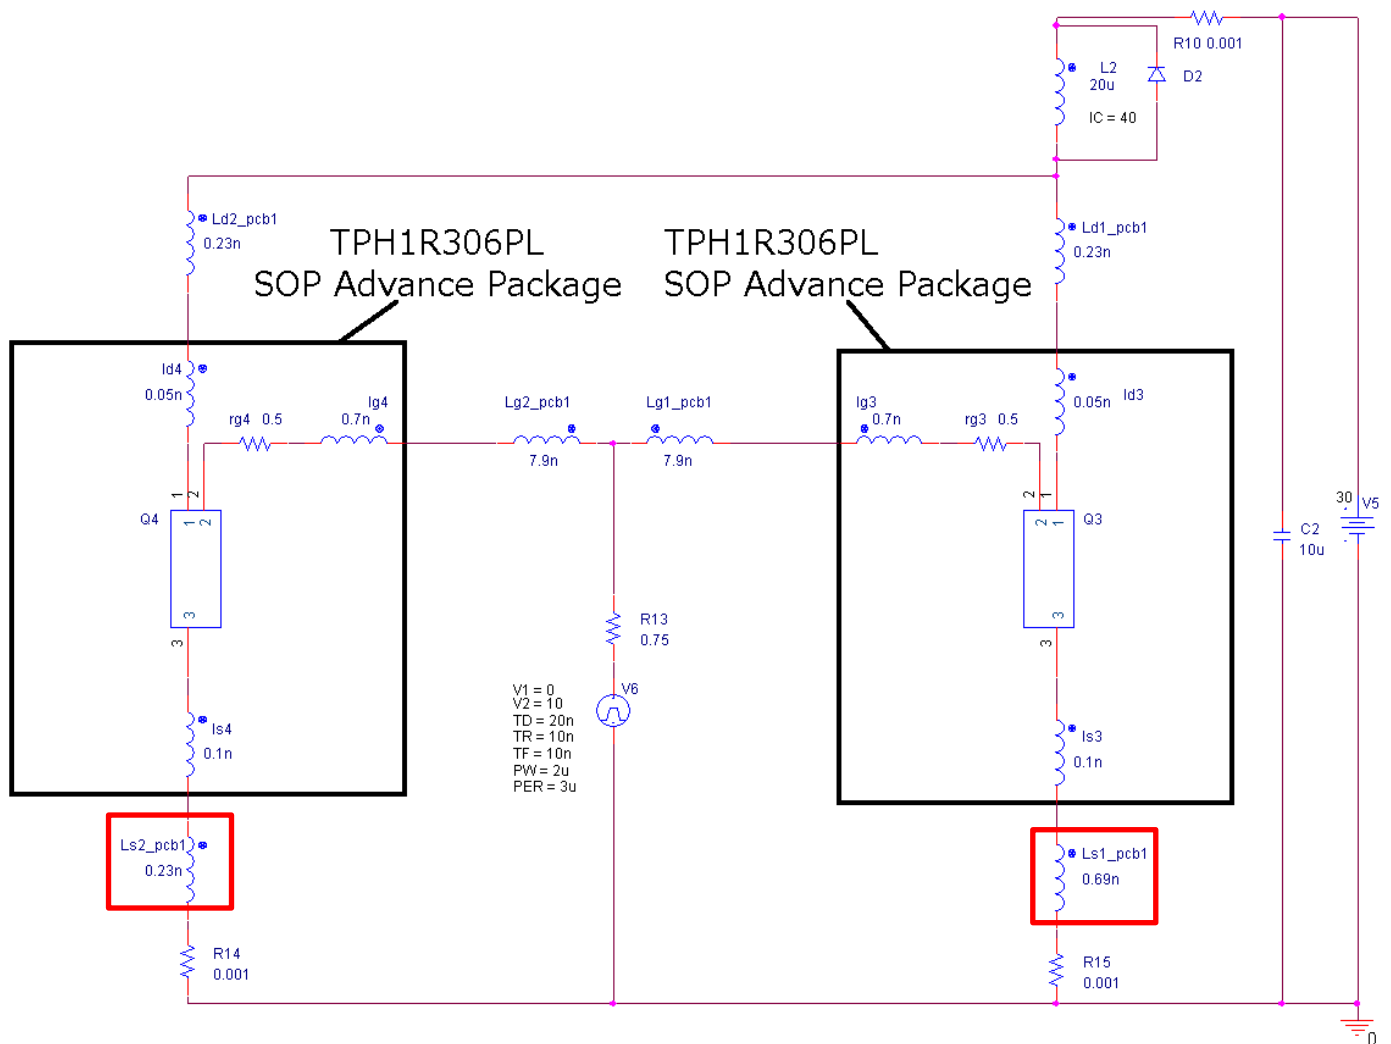 R10 0.001
L2
20u
IC = 40
D2
Ld2_pcb1
0.23n
Ld1_pcb1
0.23n
TPH1R306PL
SOP Advance Package
TPH1R306PL
SOP Advance Package
ld4
0.05n
rg4 0.5
lg4
0.7n
Lg2_pcb1
7.9n
Lg1_pcb1
7.9n
lg3
0.7n
rg3 0.5
0.05n
ld3
1
2
Q4
1
2
3
3
2
1
Q3
2
1
3
3
30
V5
C2
10u
R13
0.75
V6
V1 = 0
V2 = 10
TD = 20n
TR = 10n
TF = 10n
PW = 2u
PER = 3u
ls4
0.1n
ls3
0.1n
Ls2_pcb1
0.23n
Ls1_pcb1
0.69n
R14
0.001
R15
0.001
0